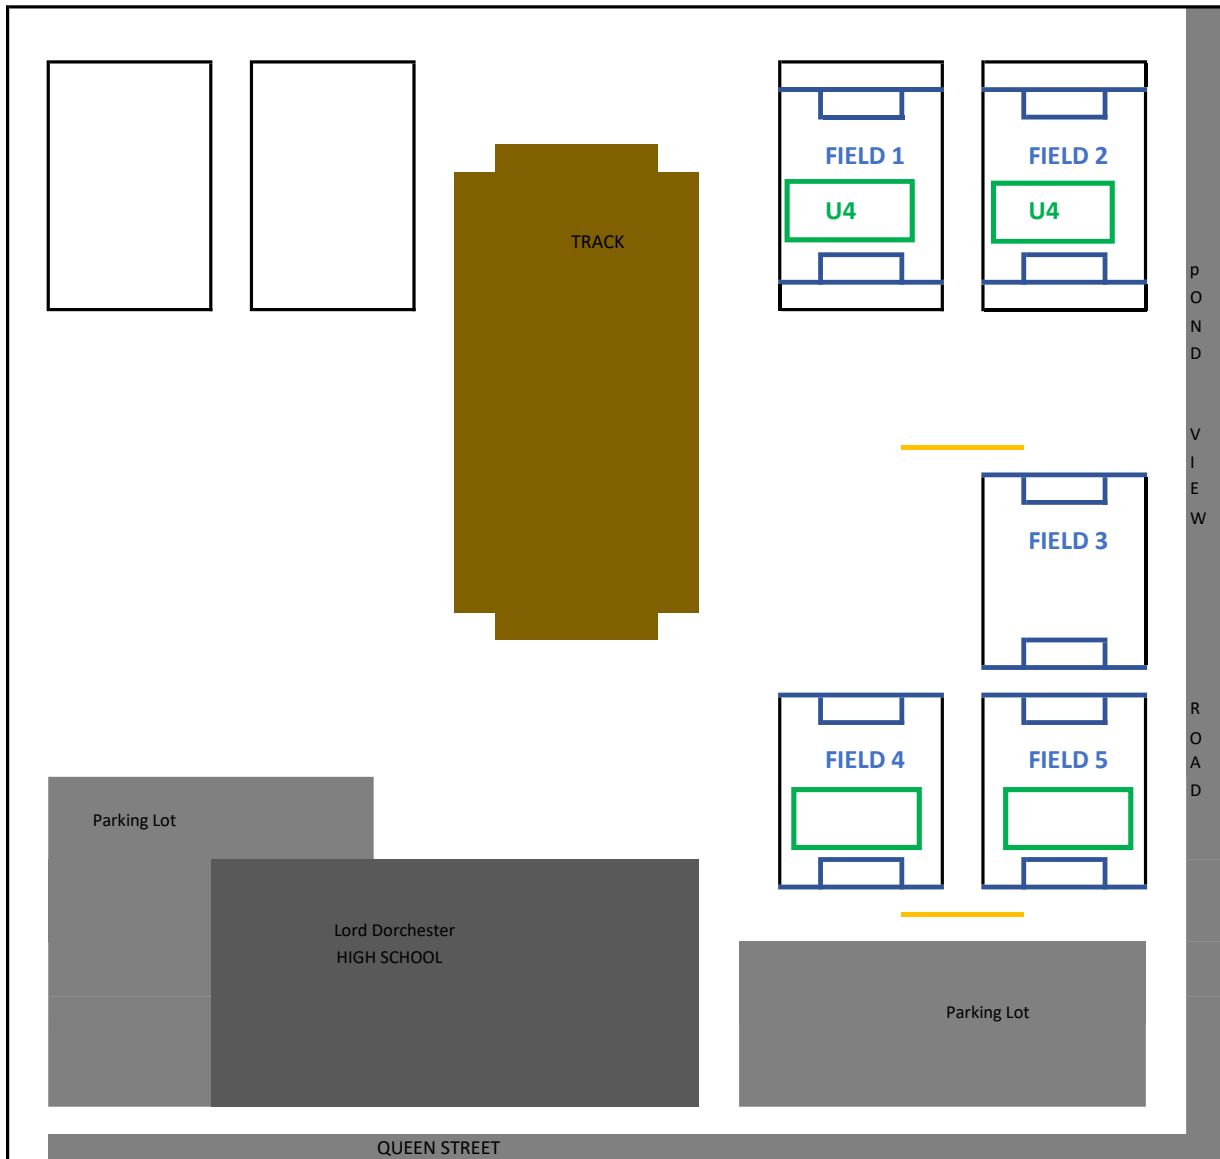 FIELD 1
FIELD 2
U4
U4
TRACK
p
O
N
D
V
I
E
W
FIELD 3
R
O
A
D
FIELD 4
FIELD 5
Parking Lot
Lord Dorchester
HIGH SCHOOL
Parking Lot
QUEEN STREET